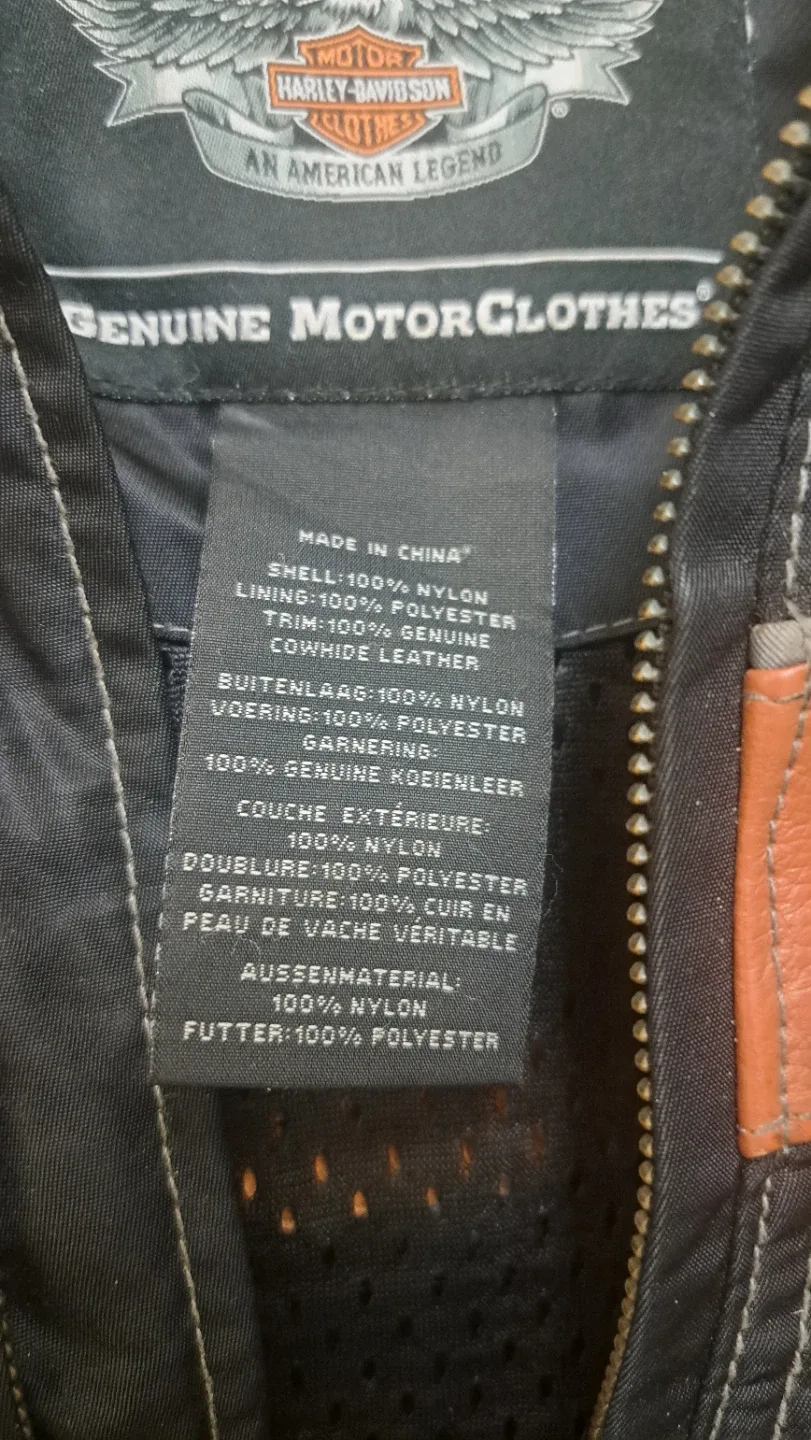 MOTOR
HARLEY-DAVIDSON
CLOTHES
®
AN AMERICAN LEGEND
GENUINE MOTORCLOTHES®
MADE IN CHINA*
SHELL:100% NYLON
LINING:100% POLYESTER
TRIM:100% GENUINE
COWHIDE LEATHER
BUITENLAAG:100% NYLON
VOERING:100% POLYESTER
GARNERING:
100% GENUINE KOEIENLEER
COUCHE EXTÉRIEURE:
100% NYLON
DOUBLURE:100% POLYESTER
GARNITURE:100% CUIR EN
PEAU DE VACHE VÉRITABLE
AUSSENMATERIAL:
100% NYLON
FUTTER:100% POLYESTER